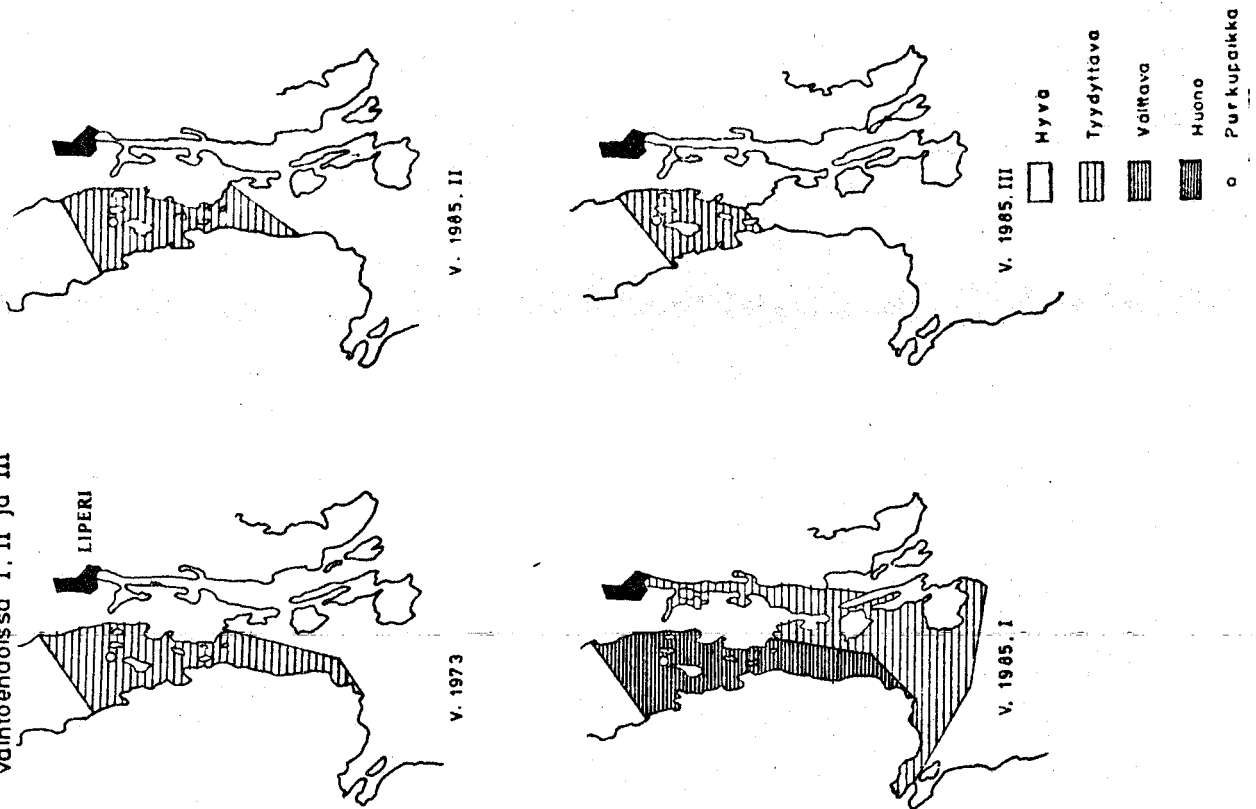 vaihtoehdoissa I, II ja III
LIPERI
V. 1973
V. 1985. II
V. 1985. I
V. 1985. III
Hyvä
Tyydyttävä
Välttävä
Huono
Purkupaikka